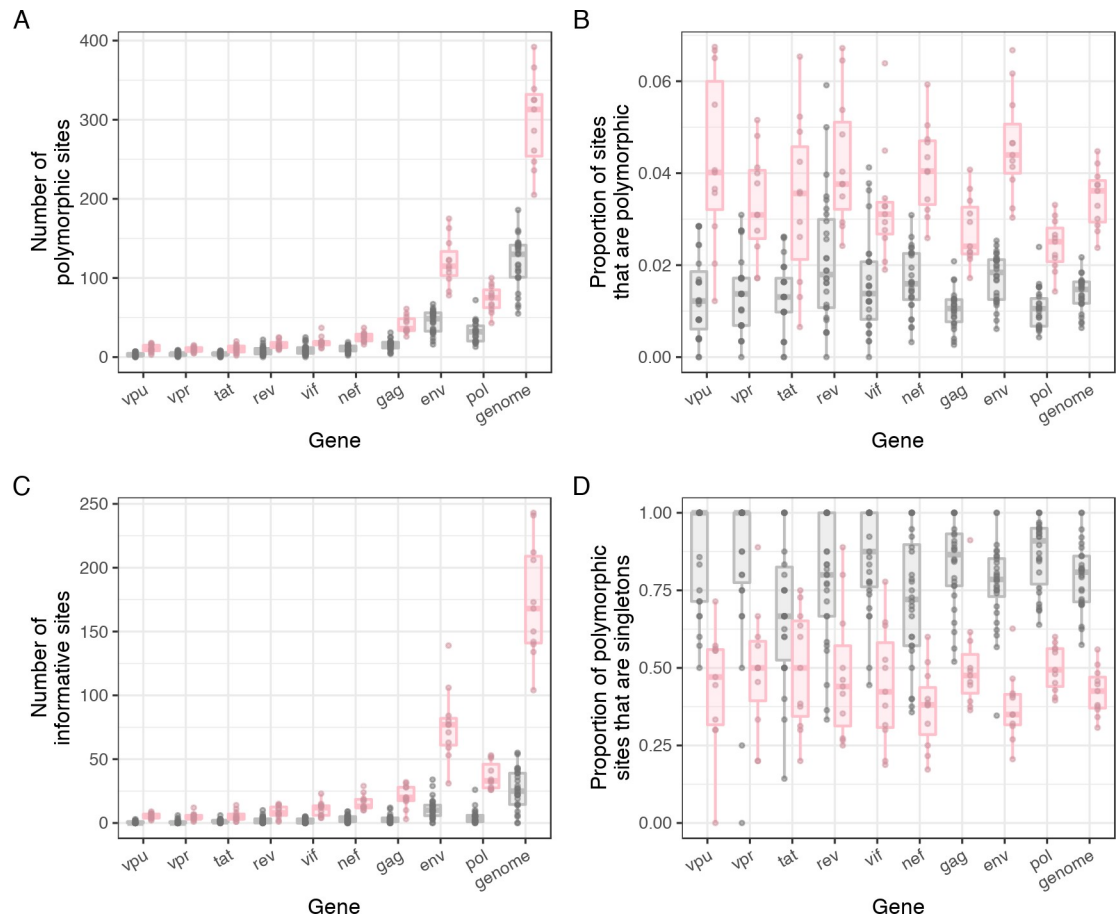 A
Number of
polymorphic sites
400
300
200
100
0
vpu vpr tat rev vif nef gag env pol genome
Gene
B
Proportion of sites
that are polymorphic
0.06
0.04
0.02
0.00
vpu vpr tat rev vif nef gag env pol genome
Gene
C
Number of
informative sites
250
200
150
100
50
0
vpu vpr tat rev vif nef gag env pol genome
Gene
D
Proportion of polymorphic
sites that are singletons
1.00
0.75
0.50
0.25
0.00
vpu vpr tat rev vif nef gag env pol genome
Gene